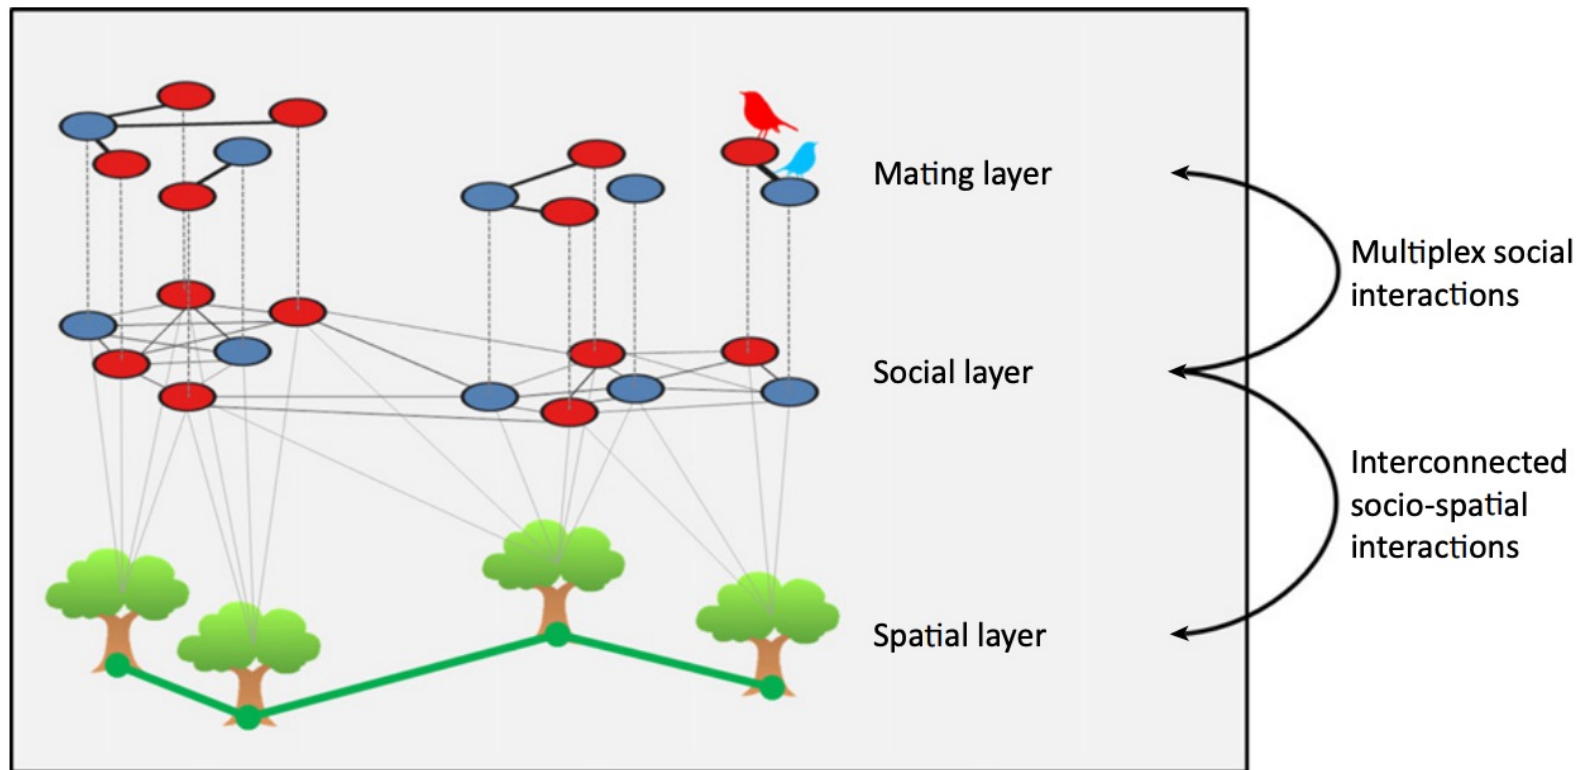 Mating layer
Multiplex social
interactions
Social layer
Interconnected
socio-spatial
interactions
Spatial layer